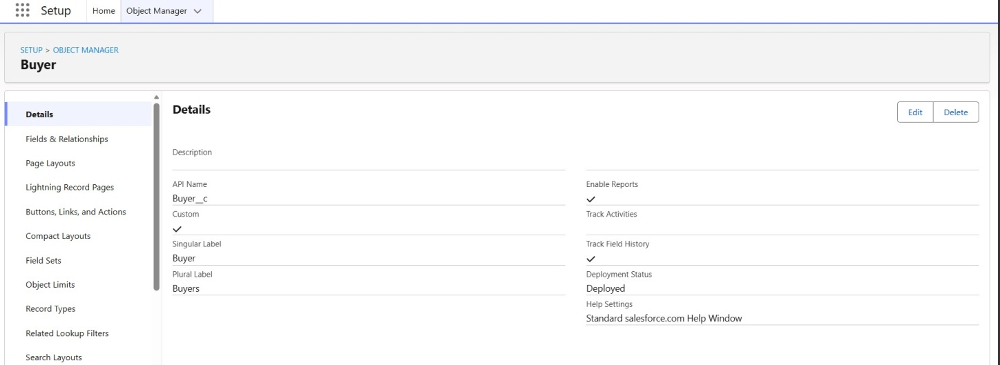 Setup Home Object Manager
SETUP > OBJECT MANAGER
Buyer
Details
Fields & Relationships
Page Layouts
Lightning Record Pages
Buttons, Links, and Actions
Compact Layouts
Field Sets
Object Limits
Record Types
Related Lookup Filters
Search Layouts
Details
Edit Delete
Description
API Name
Buyer__c
Custom
Singular Label
Buyer
Plural Label
Buyers
Enable Reports
Track Activities
Track Field History
Deployment Status
Deployed
Help Settings
Standard salesforce.com Help Window